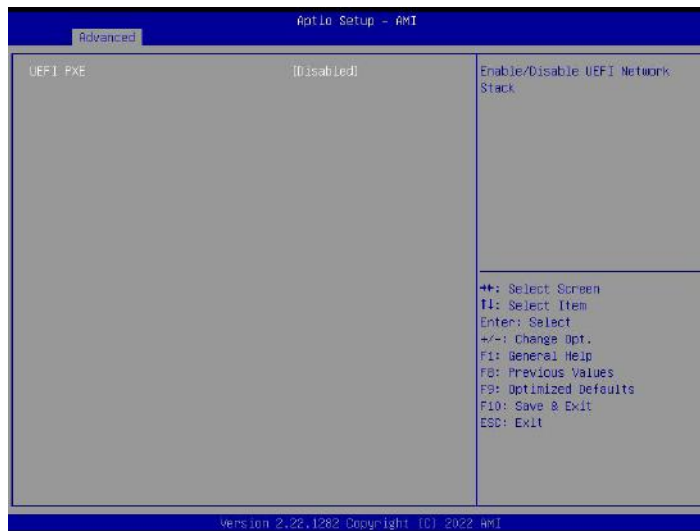 Aptio Setup - AMI
Advanced
UEFI PXE [Disabled]
Enable/Disable UEFI Network
Stack
→←: Select Screen
↑↓: Select Item
Enter: Select
+/-: Change Opt.
F1: General Help
F8: Previous Values
F9: Optimized Defaults
F10: Save & Exit
ESC: Exit
Version 2.22.1282 Copyright (C) 2022 AMI